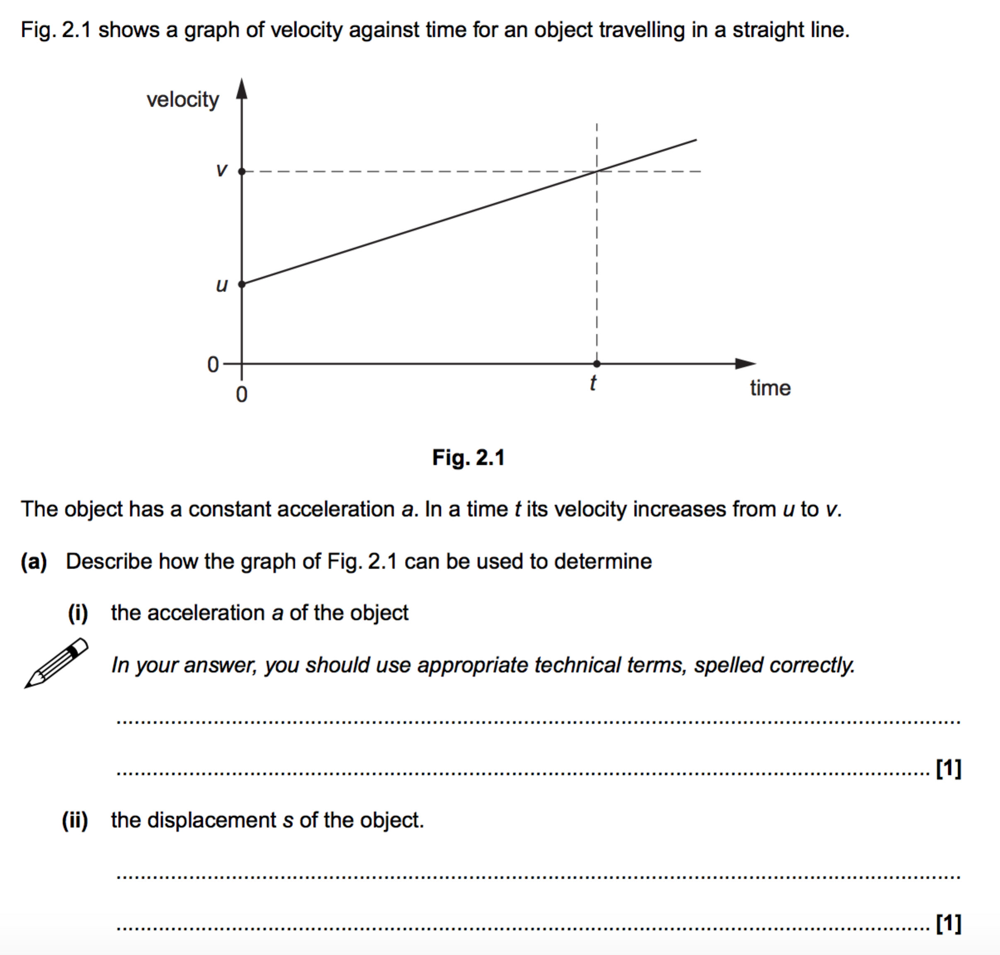 Fig. 2.1 shows a graph of velocity against time for an object travelling in a straight line.
velocity
v
u
0
0
t
time
Fig. 2.1
The object has a constant acceleration a. In a time t its velocity increases from u to v.
(a) Describe how the graph of Fig. 2.1 can be used to determine
(i) the acceleration a of the object
In your answer, you should use appropriate technical terms, spelled correctly.
[1]
(ii) the displacement s of the object.
[1]